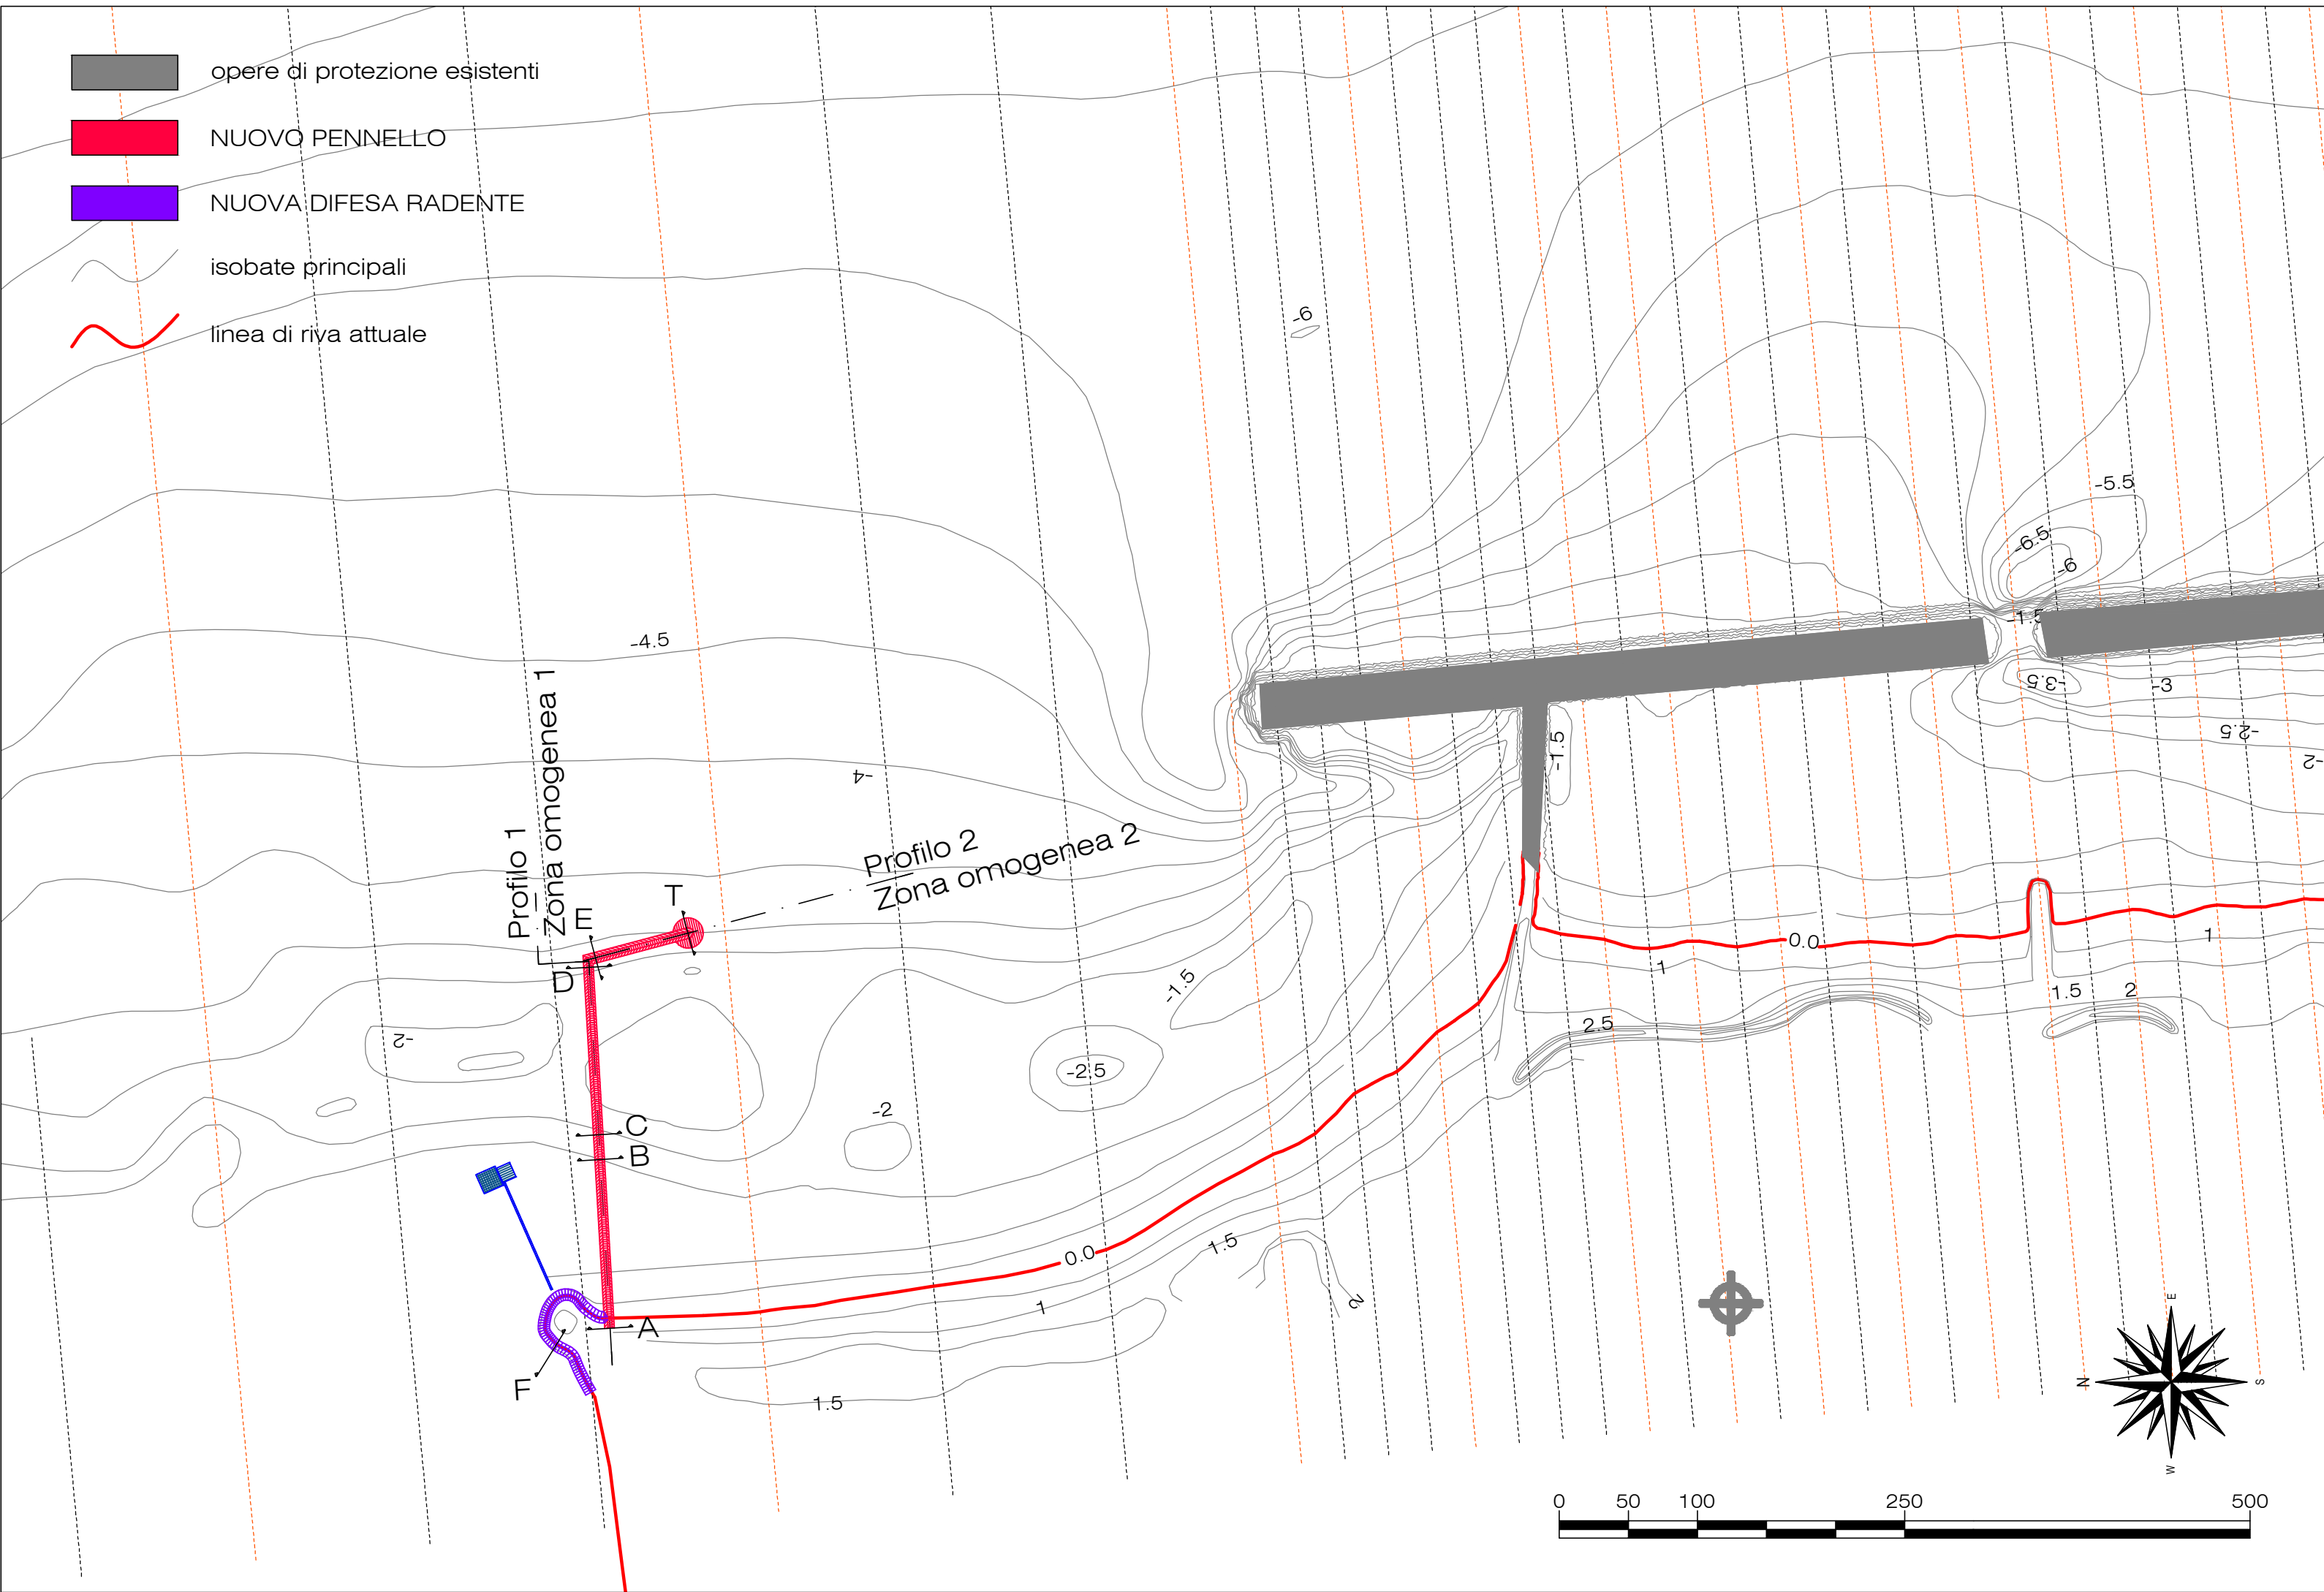 opere di protezione esistenti
NUOVO PENNELLO
NUOVA DIFESA RADENTE
isobate principali
linea di riva attuale
-6
-5.5
-6.5
-6
-1.5
-3.5
-3
-2.5
-2
-4.5
-4
-1.5
Profilo 1
Zona omogenea 1
Profilo 2
Zona omogenea 2
T
E
D
C
B
A
F
-2
-2
-2.5
-1.5
0.0
0.0
1
1
1
1.5
2
2.5
1.5
2
1.5
E
N
S
W
0 50 100 250 500